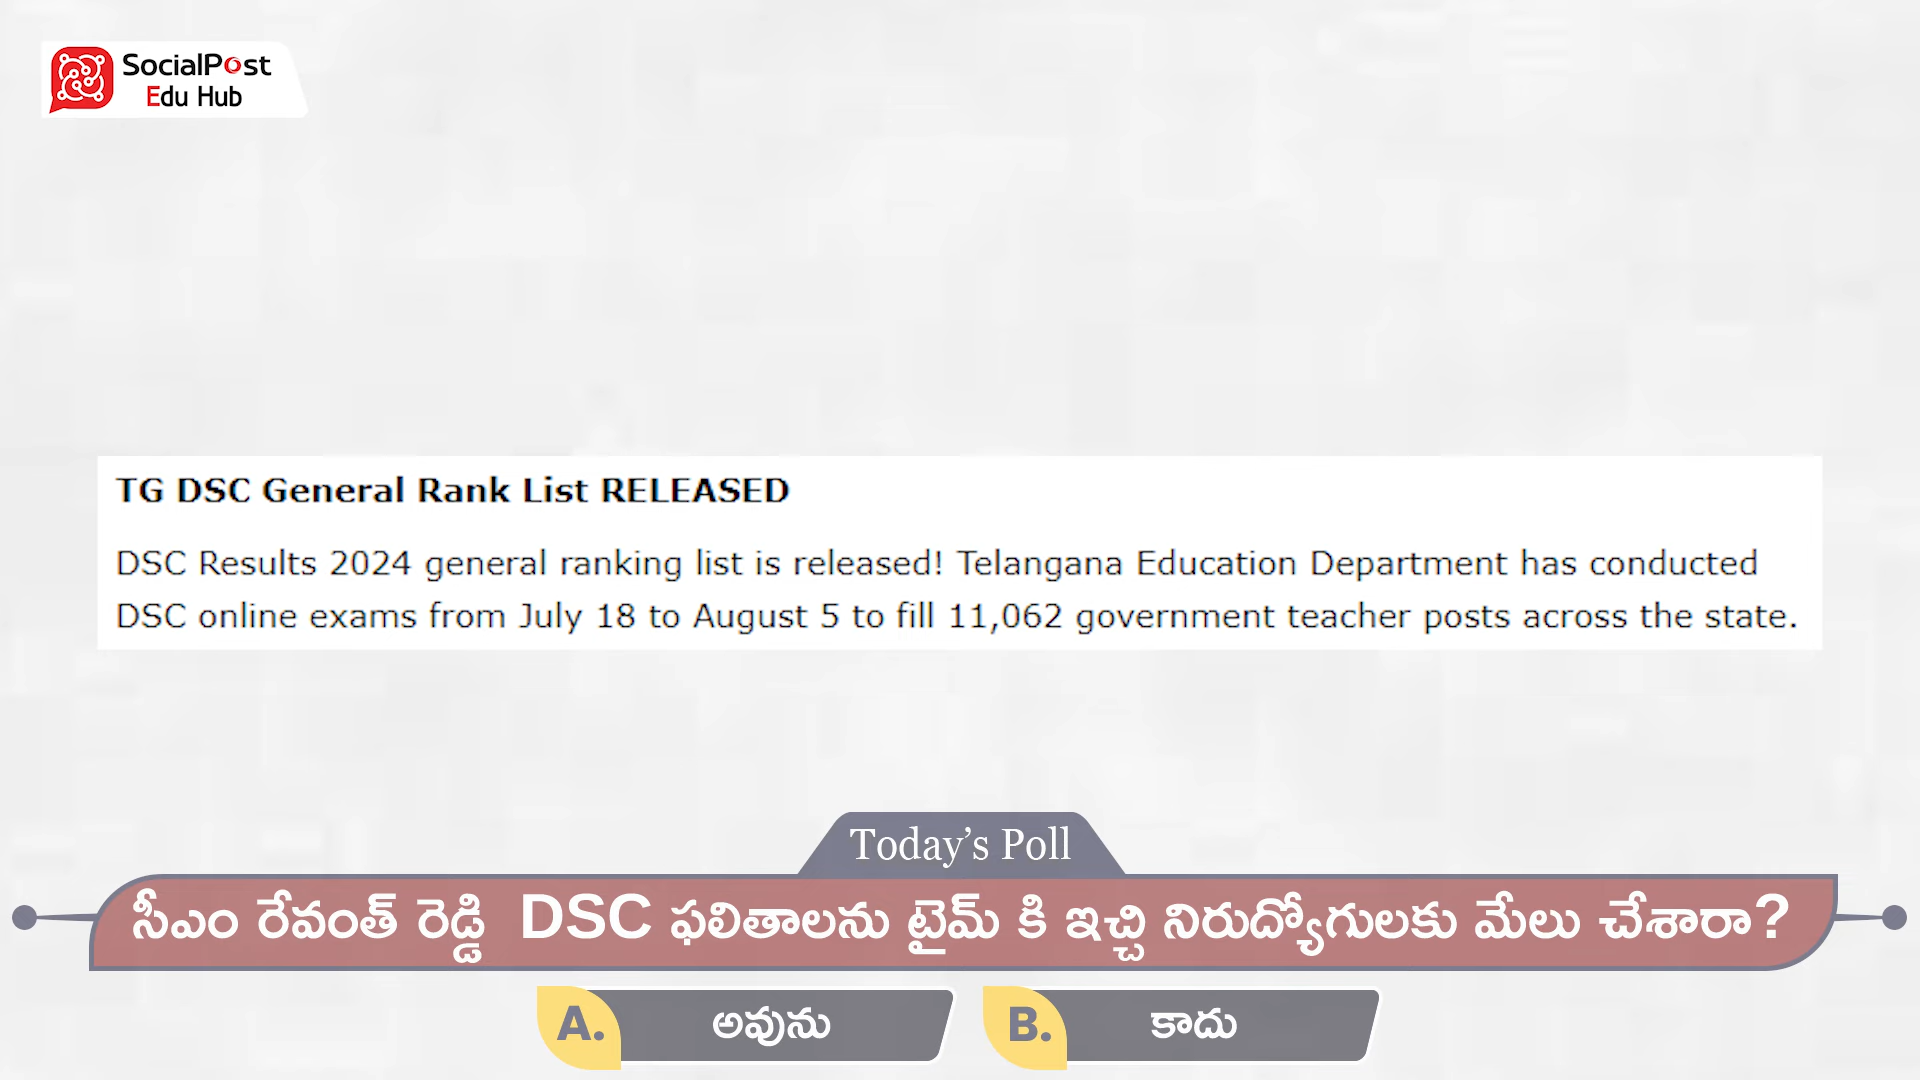 SocialPost
Edu Hub
TG DSC General Rank List RELEASED
DSC Results 2024 general ranking list is released! Telangana Education Department has conducted
DSC online exams from July 18 to August 5 to fill 11,062 government teacher posts across the state.
Today's Poll
సీఎం రేవంత్ రెడ్డి DSC ఫలితాలను టైమ్ కి ఇచ్చి నిరుద్యోగులకు మేలు చేశారా?
A. అవును
B. కాదు